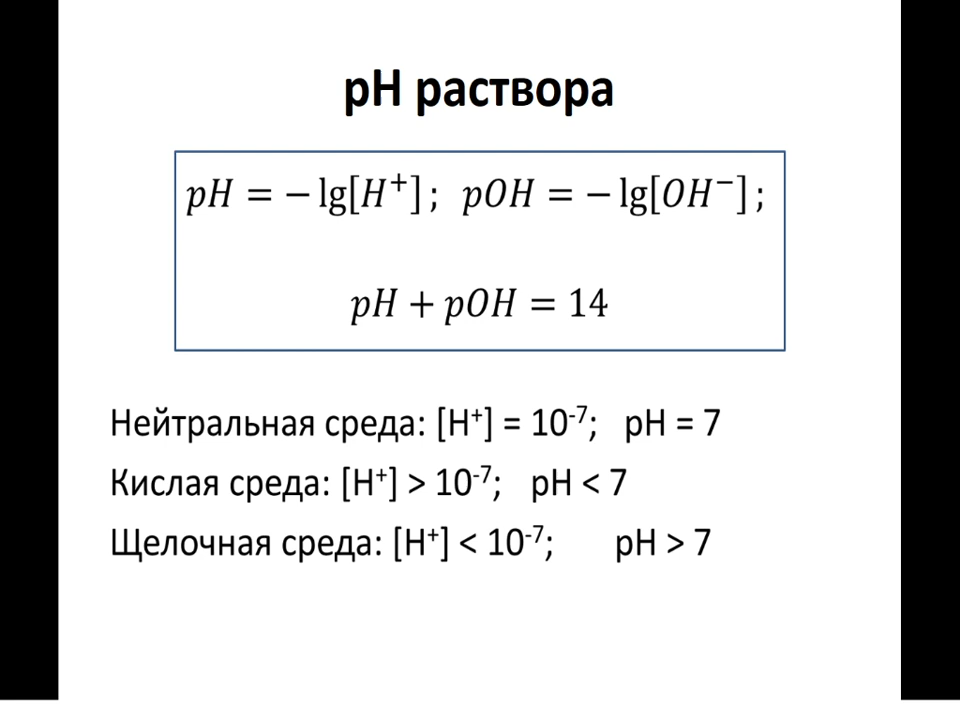 pH раствора
pH = − lg[H⁺] ; pOH = − lg[OH⁻] ;
pH + pOH = 14
Нейтральная среда: [H⁺] = 10⁻⁷; pH = 7
Кислая среда: [H⁺] > 10⁻⁷; pH < 7
Щелочная среда: [H⁺] < 10⁻⁷; pH > 7